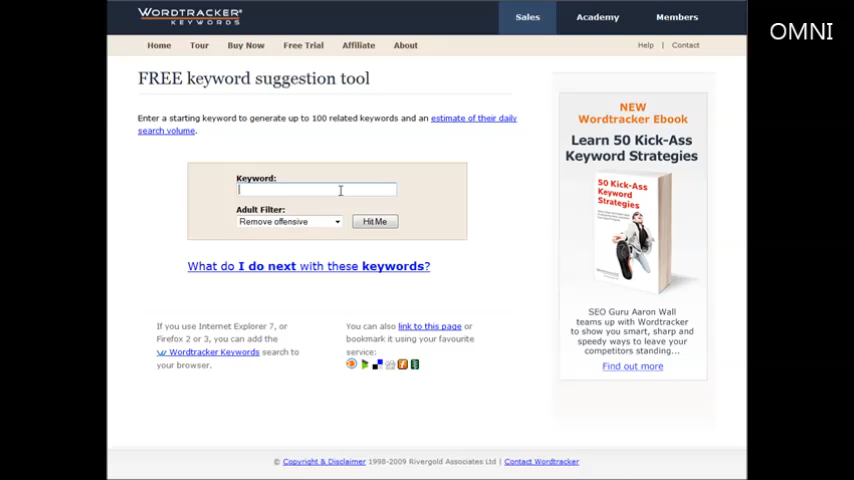 WORDTRACKER
KEYWORDS
Sales Academy Members
OMNI
Home Tour Buy Now Free Trial Affiliate About
Help | Contact
FREE keyword suggestion tool
Enter a starting keyword to generate up to 100 related keywords and an estimate of their daily
search volume.
Keyword:
Adult Filter:
Remove offensive Hit Me
What do I do next with these keywords?
If you use Internet Explorer 7, or
Firefox 2 or 3, you can add the
Wordtracker Keywords search to
your browser.
You can also link to this page or
bookmark it using your favourite
service:
NEW
Wordtracker Ebook
Learn 50 Kick-Ass
Keyword Strategies
50 Kick-Ass
Keyword
Strategies
SEO Guru Aaron Wall
teams up with Wordtracker
to show you smart, sharp and
speedy ways to leave your
competitors standing...
Find out more
© Copyright & Disclaimer 1998-2009 Rivergold Associates Ltd | Contact Wordtracker